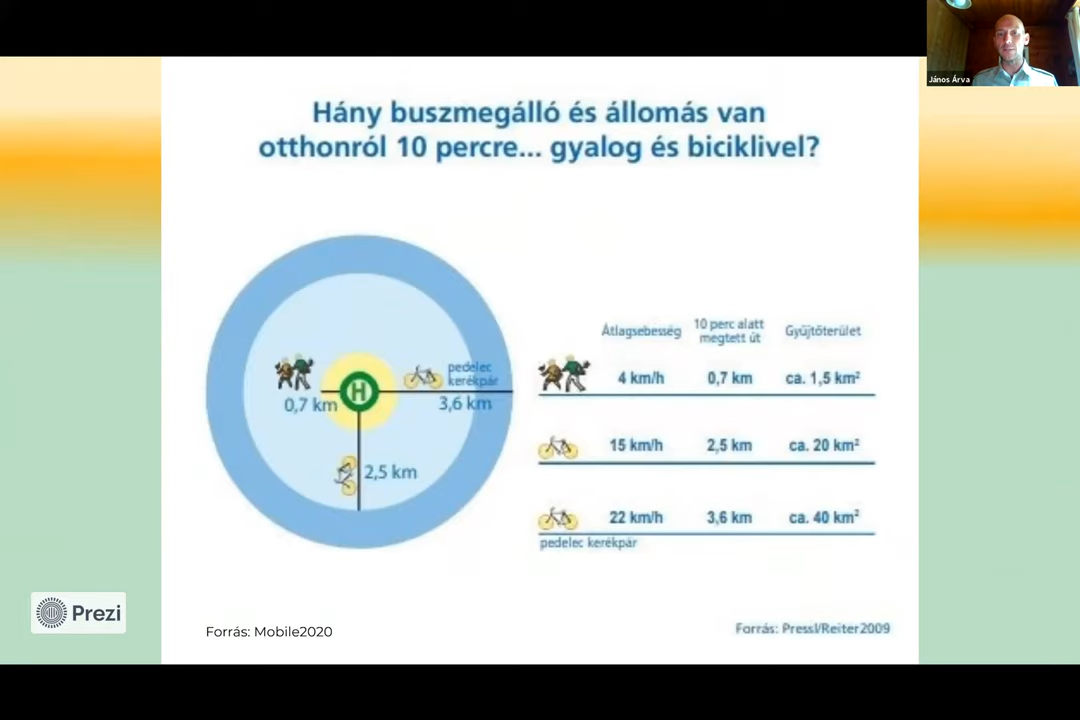 János Árva
Hány buszmegálló és állomás van
otthonról 10 percre... gyalog és biciklivel?
pedelec
kerékpár
0,7 km
H
3,6 km
2,5 km
Átlagsebesség
10 perc alatt
megtett út
Gyűjtőterület
4 km/h 0,7 km ca. 1,5 km²
15 km/h 2,5 km ca. 20 km²
22 km/h 3,6 km ca. 40 km²
pedelec kerékpár
Prezi
Forrás: Mobile2020
Forrás: Pressl/Reiter2009